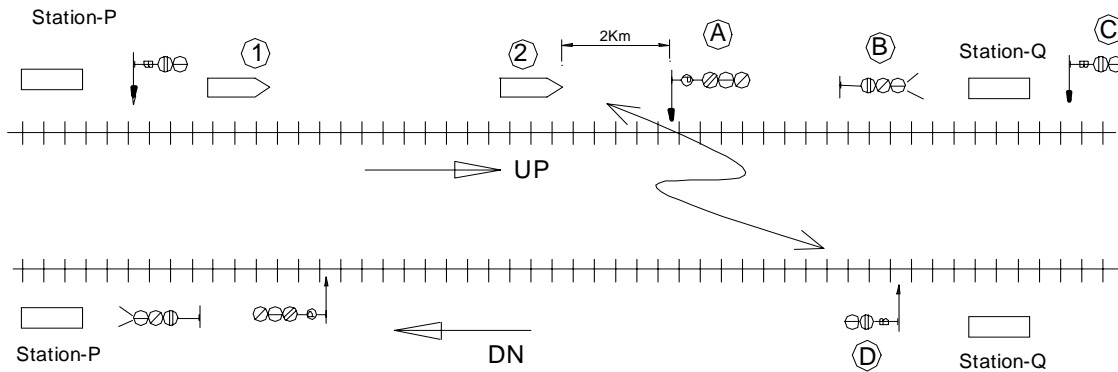 Station-P
1
2
2Km
A
B
Station-Q
C
UP
Station-P
DN
D
Station-Q